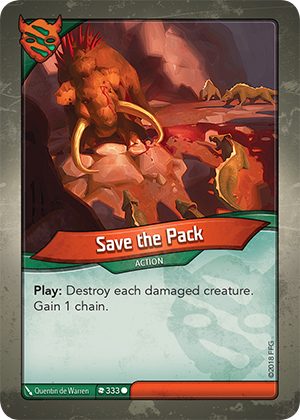 Save the Pack
ACTION
Play: Destroy each damaged creature.
Gain 1 chain.
©2018 FFG
Quentin de Warren 333